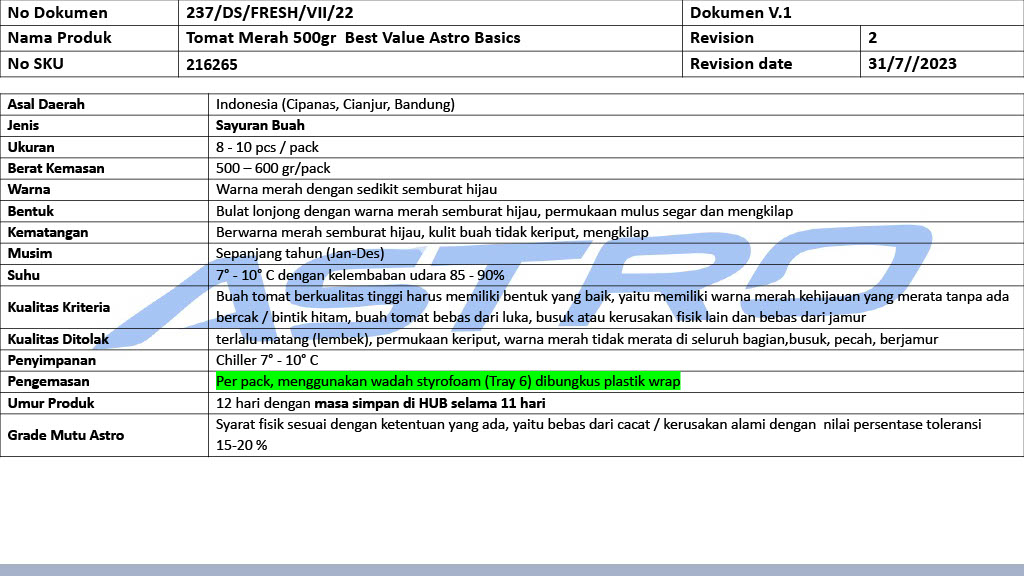 No Dokumen 237/DS/FRESH/VII/22 Dokumen V.1
Nama Produk Tomat Merah 500gr Best Value Astro Basics Revision 2
No SKU 216265 Revision date 31/7//2023
Asal Daerah Indonesia (Cipanas, Cianjur, Bandung)
Jenis Sayuran Buah
Ukuran 8 - 10 pcs / pack
Berat Kemasan 500 – 600 gr/pack
Warna Warna merah dengan sedikit semburat hijau
Bentuk Bulat lonjong dengan warna merah semburat hijau, permukaan mulus segar dan mengkilap
Kematangan Berwarna merah semburat hijau, kulit buah tidak keriput, mengkilap
Musim Sepanjang tahun (Jan-Des)
Suhu 7° - 10° C dengan kelembaban udara 85 - 90%
Kualitas Kriteria Buah tomat berkualitas tinggi harus memiliki bentuk yang baik, yaitu memiliki warna merah kehijauan yang merata tanpa ada
bercak / bintik hitam, buah tomat bebas dari luka, busuk atau kerusakan fisik lain dan bebas dari jamur
Kualitas Ditolak terlalu matang (lembek), permukaan keriput, warna merah tidak merata di seluruh bagian,busuk, pecah, berjamur
Penyimpanan Chiller 7° - 10° C
Pengemasan Per pack, menggunakan wadah styrofoam (Tray 6) dibungkus plastik wrap
Umur Produk 12 hari dengan masa simpan di HUB selama 11 hari
Grade Mutu Astro Syarat fisik sesuai dengan ketentuan yang ada, yaitu bebas dari cacat / kerusakan alami dengan nilai persentase toleransi
15-20 %
ASTRO